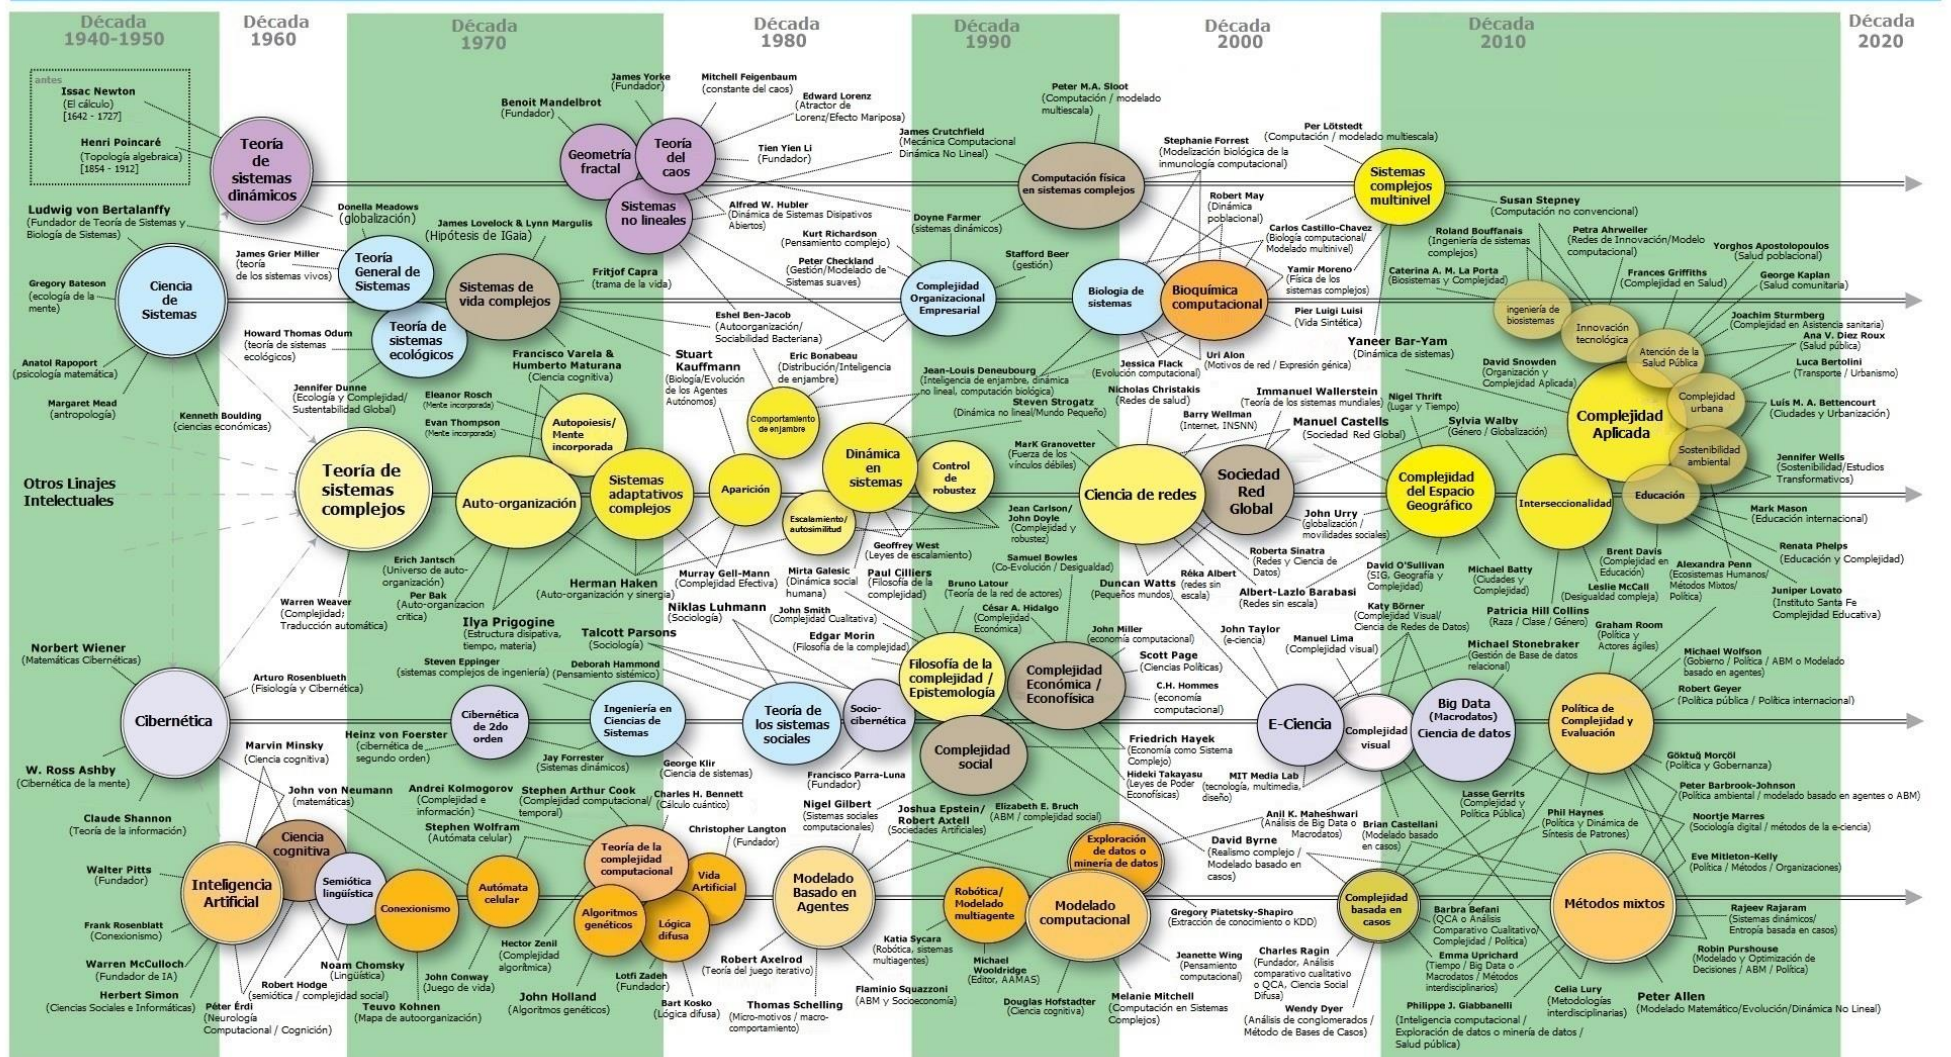 Década
1940-1950
Década
1960
Década
1970
Década
1980
Década
1990
Década
2000
Década
2010
Década
2020
antes
Issac Newton
(El cálculo)
[1642 - 1727]
Henri Poincaré
(Topología algebraica)
[1854 - 1912]
Teoría
de
sistemas
dinámicos
Benoit Mandelbrot
(Fundador)
James Yorke
(Fundador)
Mitchell Feigenbaum
(constante del caos)
Edward Lorenz
(Atractor de
Lorenz/Efecto Mariposa)
Tien Yien Li
(Fundador)
Geometría
fractal
Teoría
del
caos
Sistemas
no lineales
Alfred W. Hubler
(Dinámica de Sistemas Disipativos
Abiertos)
James Crutchfield
(Mecánica Computacional
Dinámica No Lineal)
Peter M.A. Sloot
(Computación / modelado
multiescala)
Computación física
en sistemas complejos
Doyne Farmer
(sistemas dinámicos)
Stephanie Forrest
(Modelización biológica de la
inmunología computacional)
Per Lötstedt
(Computación / modelado multiescala)
Robert May
(Dinámica
poblacional)
Carlos Castillo-Chavez
(Biología computacional/
Modelado multinivel)
Yamir Moreno
(Física de los
sistemas complejos)
Sistemas
complejos
multinivel
Susan Stepney
(Computación no convencional)
Roland Bouffanais
(Ingeniería de sistemas
complejos)
Petra Ahrweiler
(Redes de Innovación/Modelo
computacional)
Caterina A. M. La Porta
(Biosistemas y Complejidad)
Frances Griffiths
(Complejidad en Salud)
Yorghos Apostolopoulos
(Salud poblacional)
George Kaplan
(Salud comunitaria)
Joachim Sturmberg
(Complejidad en Asistencia sanitaria)
Ana V. Diez Roux
(Salud pública)
Luca Bertolini
(Transporte / Urbanismo)
Luis M. A. Bettencourt
(Ciudades y Urbanización)
Jennifer Wells
(Sostenibilidad/Estudios
Transformativos)
Mark Mason
(Educación internacional)
Renata Phelps
(Educación y Complejidad)
Juniper Lovato
(Instituto Santa Fe
Complejidad Educativa)
Ludwig von Bertalanffy
(Fundador de Teoría de Sistemas y
Biología de Sistemas)
Donella Meadows
(globalización)
James Grier Miller
(teoría
de los sistemas vivos)
Gregory Bateson
(ecología de la
mente)
Ciencia
de
Sistemas
Anatol Rapoport
(psicología matemática)
Margaret Mead
(antropología)
Kenneth Boulding
(ciencias económicas)
Howard Thomas Odum
(teoría de sistemas
ecológicos)
Jennifer Dunne
(Ecología y Complejidad/
Sustentabilidad Global)
Teoría
General de
Sistemas
Teoría de
sistemas
ecológicos
James Lovelock & Lynn Margulis
(Hipótesis de IGaia)
Sistemas de
vida complejos
Fritjof Capra
(trama de la vida)
Francisco Varela &
Humberto Maturana
(Ciencia cognitiva)
Kurt Richardson
(Pensamiento complejo)
Peter Checkland
(Gestión/Modelado de
Sistemas suaves)
Stafford Beer
(gestión)
Complejidad
Organizacional
Empresarial
Biología de
sistemas
Bioquímica
computacional
Pier Luigi Luisi
(Vida Sintética)
Uri Alon
(Motivos de red / Expresión génica)
Jessica Flack
(Evolución computacional)
Eshel Ben-Jacob
(Autoorganización/
Sociabilidad Bacteriana)
Stuart
Kauffmann
(Biología/Evolución
de los Agentes
Autónomos)
Eric Bonabeau
(Distribución/Inteligencia
de enjambre)
Jean-Louis Deneubourg
(Inteligencia de enjambre, dinámica
no lineal, computación biológica)
Steven Strogatz
(Dinámica no lineal/Mundo Pequeño)
Nicholas Christakis
(Redes de salud)
Immanuel Wallerstein
(Teoría de los sistemas mundiales)
Barry Wellman
(Internet, INSNN)
Manuel Castells
(Sociedad Red Global)
Yaneer Bar-Yam
(Dinámica de sistemas)
Nigel Thrift
(Lugar y Tiempo)
David Snowden
(Organización y
Complejidad Aplicada)
Sylvia Walby
(Género / Globalización)
ingeniería de
biosistemas
Innovación
tecnológica
Atención de la
Salud Pública
Complejidad
urbana
Sostenibilidad
ambiental
Educación
Complejidad
Aplicada
Interseccionalidad
Complejidad
del Espacio
Geográfico
Eleanor Rosch
(Mente incorporada)
Evan Thompson
(Mente incorporada)
Otros Linajes
Intelectuales
Teoría de
sistemas
complejos
Auto-organización
Autopoiesis/
Mente
incorporada
Sistemas
adaptativos
complejos
Aparición
Comportamiento
de enjambre
Escalamiento/
autosimilitud
Dinámica
en
sistemas
Control
de
robustez
MarK Granovetter
(Fuerza de los
vínculos débiles)
Ciencia de redes
Sociedad
Red
Global
Jean Carlson/
John Doyle
(Complejidad y
robustez)
John Urry
(globalización /
movilidades sociales)
Roberta Sinatra
(Redes y Ciencia de
Datos)
Réka Albert
(redes sin
escala)
Albert-Lazlo Barabasi
(Redes sin escala)
Duncan Watts
(Pequeños mundos)
David O'Sullivan
(SIG, Geografía y
Complejidad)
Michael Batty
(Ciudades y
Complejidad)
Brent Davis
(Complejidad en
Educación)
Leslie McCall
(Desigualdad compleja)
Alexandra Penn
(Ecosistemas Humanos/
Métodos Mixtos/
Política)
Patricia Hill Collins
(Raza / Clase / Género)
Warren Weaver
(Complejidad;
Traducción automática)
Erich Jantsch
(Universo de auto-
organización)
Per Bak
(Auto-organizacion
critica)
Herman Haken
(Auto-organización y sinergia)
Murray Gell-Mann
(Complejidad Efectiva)
Mirta Galesic
(Dinámica social
humana)
Geoffrey West
(Leyes de escalamiento)
Paul Cilliers
(Filosofía de la
complejidad)
Samuel Bowles
(Co-Evolución / Desigualdad)
Bruno Latour
(Teoría de la red de actores)
César A. Hidalgo
(Complejidad
Económica)
John Miller
(economía computacional)
Scott Page
(Ciencias Políticas)
C.H. Hommes
(economía
computacional)
Ilya Prigogine
(Estructura disipativa,
tiempo, materia)
Niklas Luhmann
(Sociología)
Talcott Parsons
(Sociología)
John Smith
(Complejidad Cualitativa)
Edgar Morin
(Filosofía de la complejidad)
Steven Eppinger
(sistemas complejos de ingeniería)
Deborah Hammond
(Pensamiento sistémico)
Norbert Wiener
(Matemáticas Cibernéticas)
Arturo Rosenblueth
(Fisiología y Cibernética)
Cibernética
W. Ross Ashby
(Cibernética de la mente)
Claude Shannon
(Teoría de la información)
Heinz von Foerster
(cibernética de
segundo orden)
Cibernética
de 2do
orden
Ingeniería en
Ciencias de
Sistemas
Jay Forrester
(Sistemas dinámicos)
George Klir
(Ciencia de sistemas)
Teoría de
los sistemas
sociales
Socio-
cibernética
Francisco Parra-Luna
(Fundador)
Filosofía de la
complejidad /
Epistemología
Complejidad
Económica /
Econofísica
Complejidad
social
Friedrich Hayek
(Economía como Sistema
Complejo)
Hideki Takayasu
(Leyes de Poder
Econofísicas)
John Taylor
(e-ciencia)
Manuel Lima
(Complejidad visual)
Katy Börner
(Complejidad Visual/
Ciencia de Redes de Datos)
Michael Stonebraker
(Gestión de Base de datos
relacional)
E-Ciencia
Complejidad
visual
Big Data
(Macrodatos)
Ciencia de datos
MIT Media Lab
(tecnología, multimedia,
diseño)
Graham Room
(Política y
Actores ágiles)
Michael Wolfson
(Gobierno / Política / ABM o Modelado
basado en agentes)
Robert Geyer
(Política pública / Política internacional)
Política de
Complejidad y
Evaluación
Göktuğ Morçöl
(Política y Gobernanza)
Peter Barbrook-Johnson
(Política ambiental / modelado basado en agentes o ABM)
Noortje Marres
(Sociología digital / métodos de la e-ciencia)
Eve Mitleton-Kelly
(Política / Métodos / Organizaciones)
Marvin Minsky
(Ciencia cognitiva)
John von Neumann
(matemáticas)
Walter Pitts
(Fundador)
Frank Rosenblatt
(Conexionismo)
Warren McCulloch
(Fundador de IA)
Herbert Simon
(Ciencias Sociales e Informáticas)
Inteligencia
Artificial
Ciencia
cognitiva
Semiótica
lingüística
Péter Érdi
(Neurología
Computacional / Cognición)
Robert Hodge
(semiótica / complejidad social)
Noam Chomsky
(Lingüística)
Teuvo Kohnen
(Mapa de autoorganización)
Conexionismo
Autómata
celular
Andrei Kolmogorov
(Complejidad e
información)
Stephen Wolfram
(Autómata celular)
Stephen Arthur Cook
(Complejidad computacional/
temporal)
Charles H. Bennett
(Cálculo cuántico)
Christopher Langton
(Fundador)
Teoría de la
complejidad
computacional
Algoritmos
genéticos
Lógica
difusa
Vida
Artificial
John Conway
(Juego de vida)
Hector Zenil
(Complejidad
algorítmica)
John Holland
(Algoritmos genéticos)
Lotfi Zadeh
(Fundador)
Bart Kosko
(Lógica difusa)
Nigel Gilbert
(Sistemas sociales
computacionales)
Joshua Epstein/
Robert Axtell
(Sociedades Artificiales)
Elizabeth E. Bruch
(ABM / complejidad social)
Modelado
Basado en
Agentes
Robert Axelrod
(Teoría del juego iterativo)
Thomas Schelling
(Micro-motivos / macro-
comportamiento)
Flaminio Squazzoni
(ABM y Socioeconomía)
Katia Sycara
(Robótica, sistemas
multiagentes)
Michael
Wooldridge
(Editor, AAMAS)
Robótica/
Modelado
multiagente
Exploración
de datos o
minería de datos
Modelado
computacional
Douglas Hofstadter
(Ciencia cognitiva)
Melanie Mitchell
(Computación en Sistemas
Complejos)
Jeanette Wing
(Pensamiento
computacional)
Gregory Piatetsky-Shapiro
(Extracción de conocimiento o KDD)
Anil K. Maheshwari
(Análisis de Big Data o
Macrodatos)
David Byrne
(Realismo complejo /
Modelado basado en
casos)
Brian Castellani
(Modelado basado
en casos)
Lasse Gerrits
(Complejidad y
Política Pública)
Phil Haynes
(Política y Dinámica de
Síntesis de Patrones)
Charles Ragin
(Fundador, Análisis
comparativo cualitativo
o QCA, Ciencia Social
Difusa)
Wendy Dyer
(Análisis de conglomerados /
Método de Bases de Casos)
Complejidad
basada en
casos
Barbra Befani
(QCA o Análisis
Comparativo Cualitativo/
Complejidad / Política)
Emma Uprichard
(Tiempo / Big Data o
Macrodatos / Métodos
interdisciplinarios)
Philippe J. Giabbanelli
(Inteligencia computacional /
Exploración de datos o minería de datos /
Salud pública)
Métodos mixtos
Celia Lury
(Metodologías
interdisciplinarias)
Rajeev Rajaram
(Sistemas dinámicos/
Entropía basada en casos)
Robin Purshouse
(Modelado y Optimización de
Decisiones / ABM / Política)
Peter Allen
(Modelado Matemático/Evolución/Dinámica No Lineal)